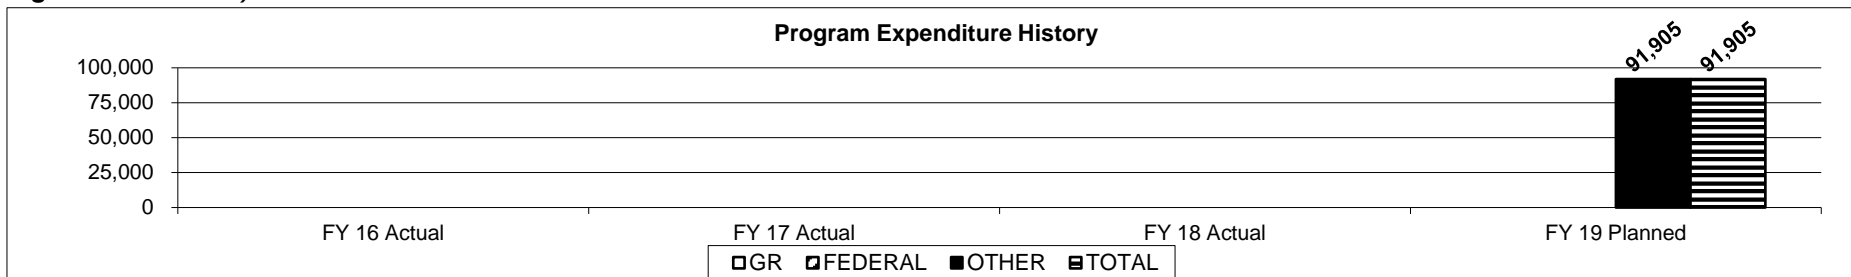 Program Expenditure History
91,905 91,905
100,000
75,000
50,000
25,000
0
FY 16 Actual FY 17 Actual FY 18 Actual FY 19 Planned
GR FEDERAL OTHER TOTAL